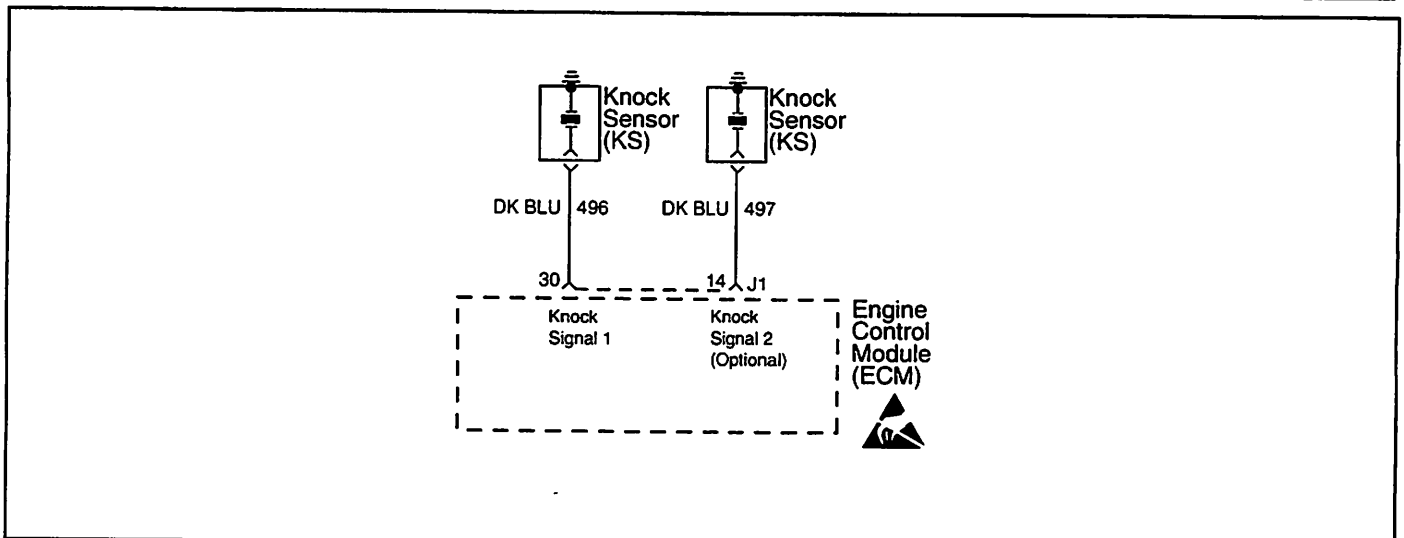 Knock
Sensor
(KS)
Knock
Sensor
(KS)
DK BLU 496
DK BLU 497
30
14 J1
Knock
Signal 1
Knock
Signal 2
(Optional)
Engine
Control
Module
(ECM)